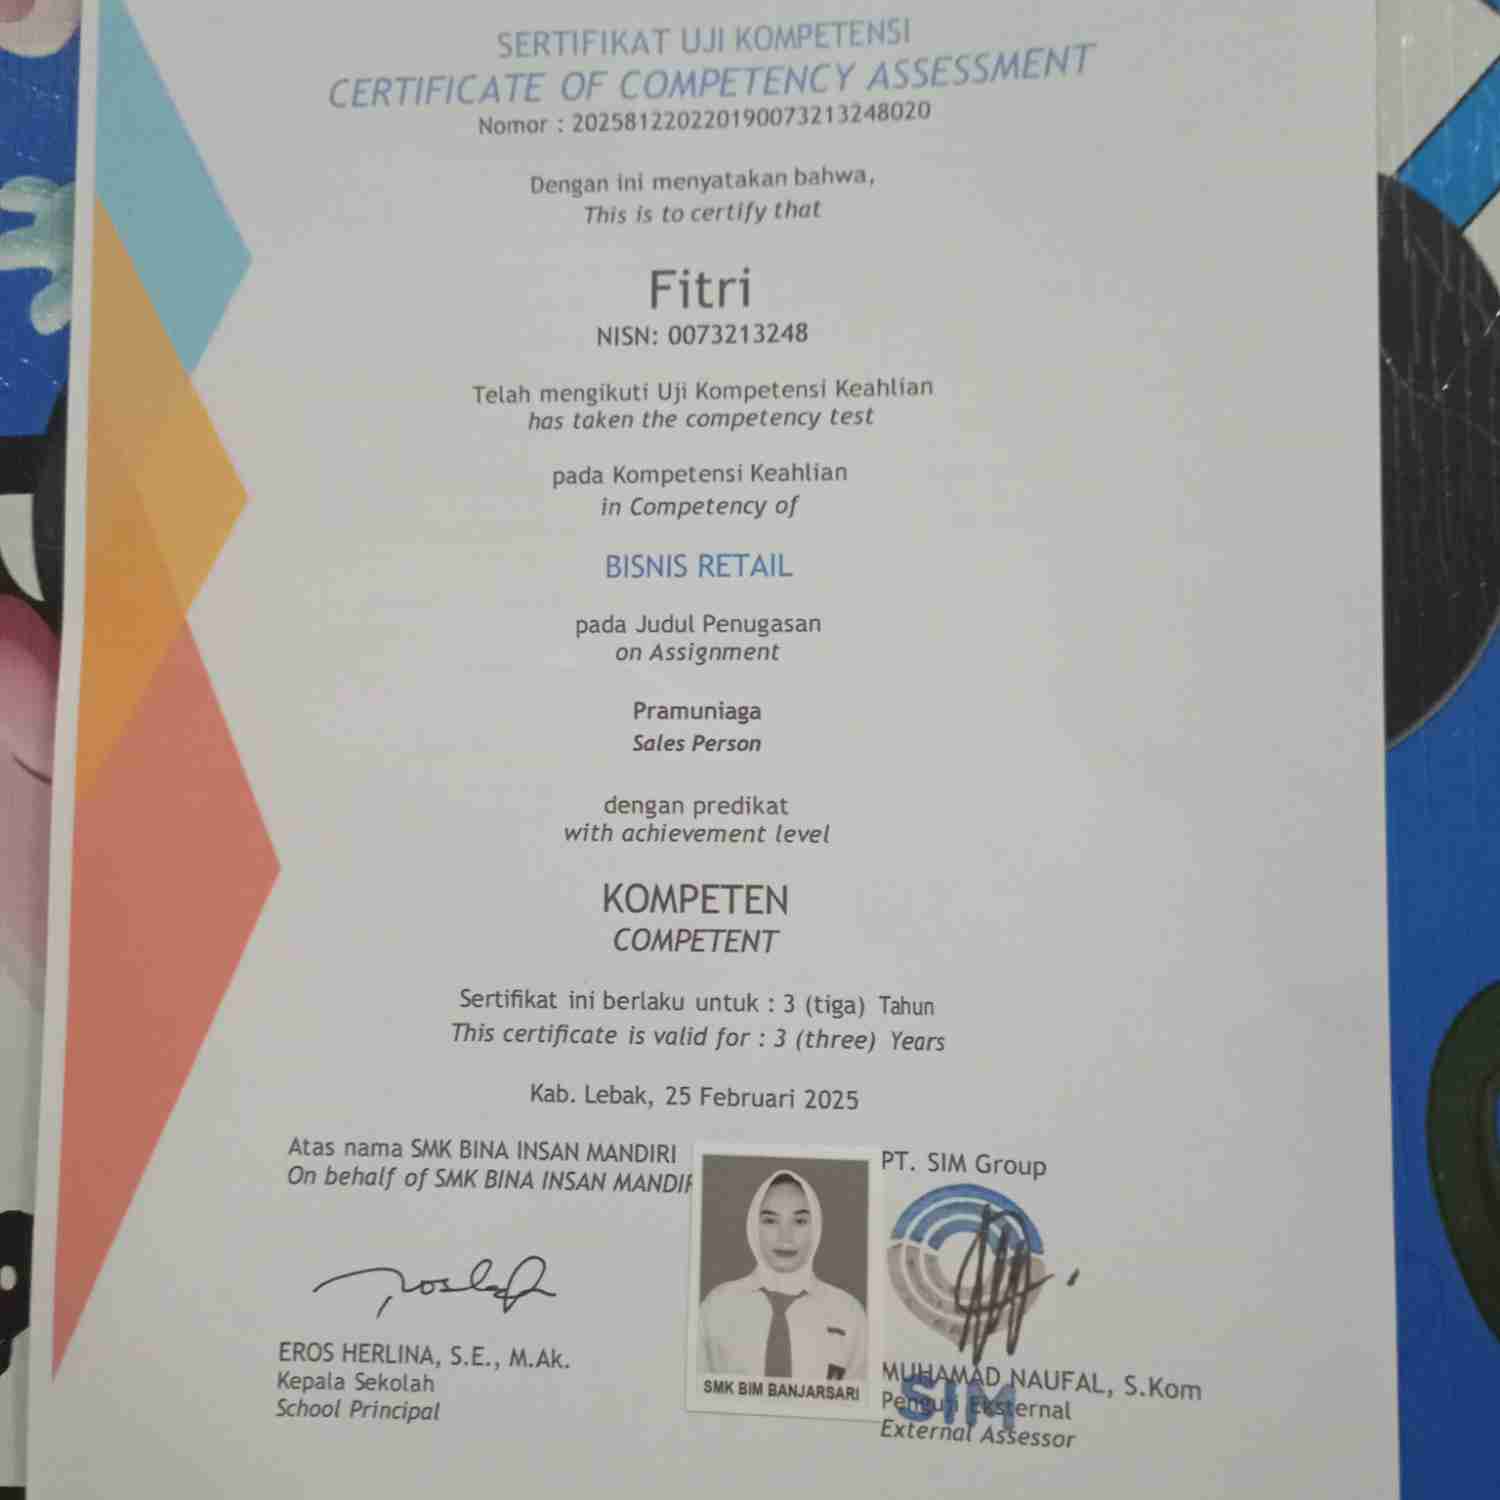 SERTIFIKAT UJI KOMPETENSI
CERTIFICATE OF COMPETENCY ASSESSMENT
Nomor : 202581220220190073213248020
Dengan ini menyatakan bahwa,
This is to certify that
Fitri
NISN: 0073213248
Telah mengikuti Uji Kompetensi Keahlian
has taken the competency test
pada Kompetensi Keahlian
in Competency of
BISNIS RETAIL
pada Judul Penugasan
on Assignment
Pramuniaga
Sales Person
dengan predikat
with achievement level
KOMPETEN
COMPETENT
Sertifikat ini berlaku untuk : 3 (tiga) Tahun
This certificate is valid for : 3 (three) Years
Kab. Lebak, 25 Februari 2025
Atas nama SMK BINA INSAN MANDIRI
On behalf of SMK BINA INSAN MANDIR
EROS HERLINA, S.E., M.Ak.
Kepala Sekolah
School Principal
SMK BIM BANJARSARI
PT. SIM Group
SIM
MUHAMAD NAUFAL, S.Kom
Penguji Eksternal
External Assessor